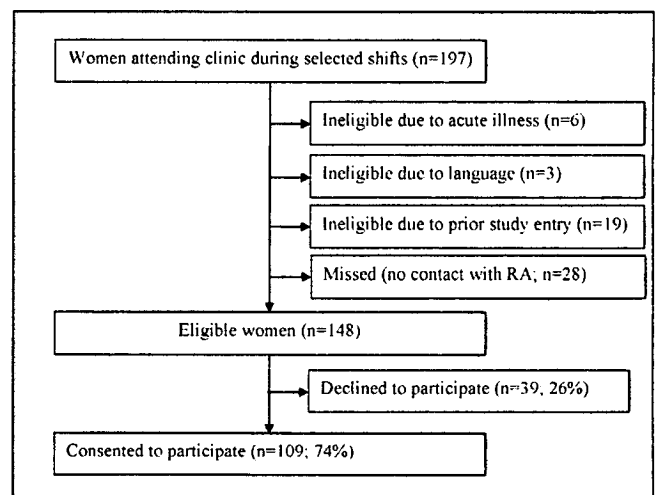 Women attending clinic during selected shifts (n=197)
Ineligible due to acute illness (n=6)
Ineligible due to language (n=3)
Ineligible due to prior study entry (n=19)
Missed (no contact with RA; n=28)
Eligible women (n=148)
Declined to participate (n=39, 26%)
Consented to participate (n=109; 74%)